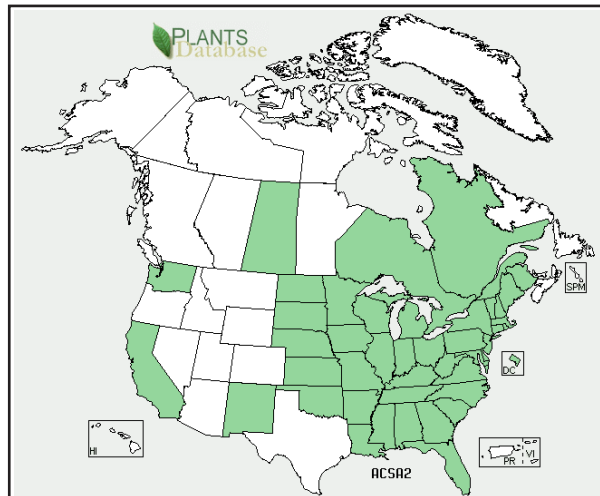 PLANTS
Database
SPM
DC
HI
PR
VI
ACSA2